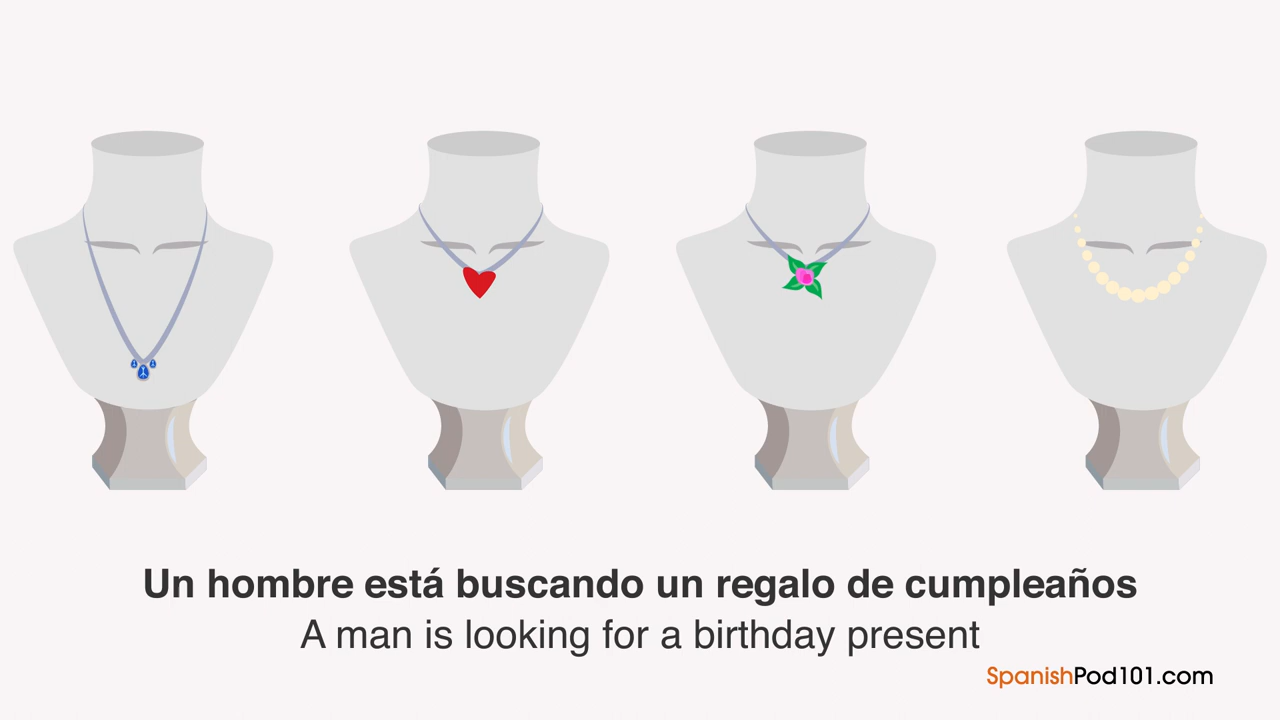 Un hombre está buscando un regalo de cumpleaños
A man is looking for a birthday present
SpanishPod101.com